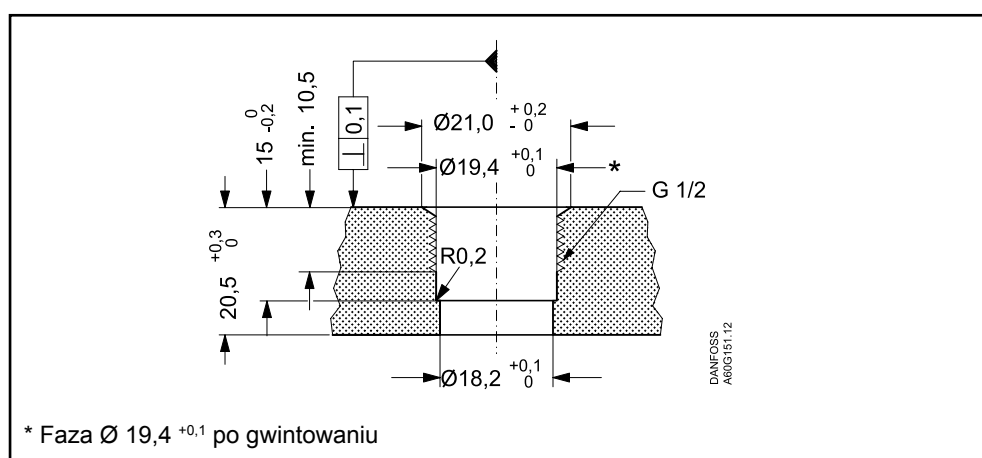 ⊥ 0,1
Ø21,0 + 0,2
- 0
min. 10,5
15 0
-0,2
Ø19,4 +0,1
0 *
G 1/2
20,5 +0,3
0
R0,2
Ø18,2 +0,1
0
DANFOSS
A60G151.12
* Faza Ø 19,4 +0,1 po gwintowaniu